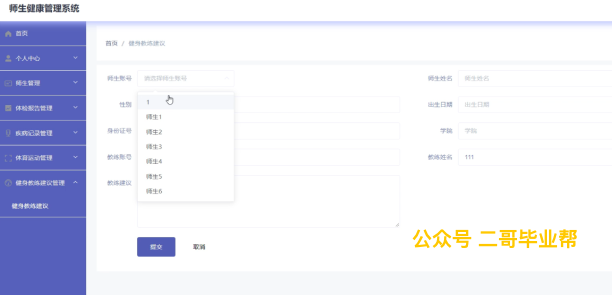 师生健康管理系统
首页
个人中心
师生管理
体检报告管理
疾病记录管理
体育运动管理
健身教练建议管理
健身教练建议
首页 / 健身教练建议
师生账号 请选择师生账号
师生姓名 师生姓名
性别
出生日期 出生日期
身份证号
学院 学院
教练账号
教练姓名 111
教练建议
1
师生1
师生2
师生3
师生4
师生5
师生6
提交 取消
公众号 二哥毕业帮